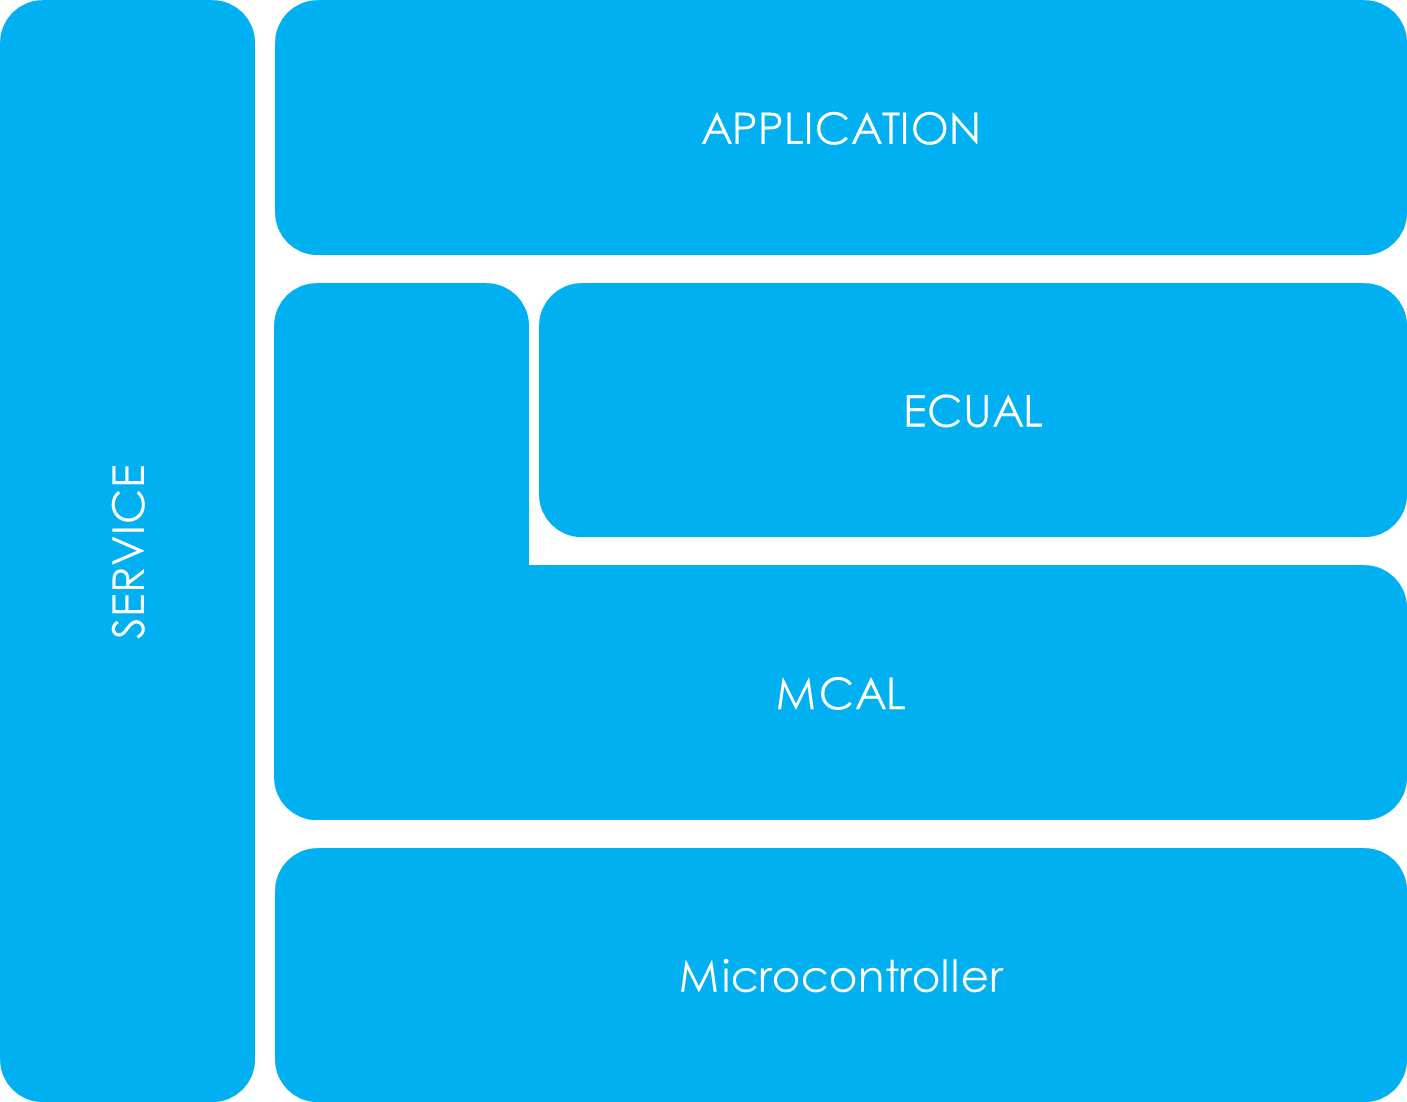 SERVICE
APPLICATION
ECUAL
MCAL
Microcontroller